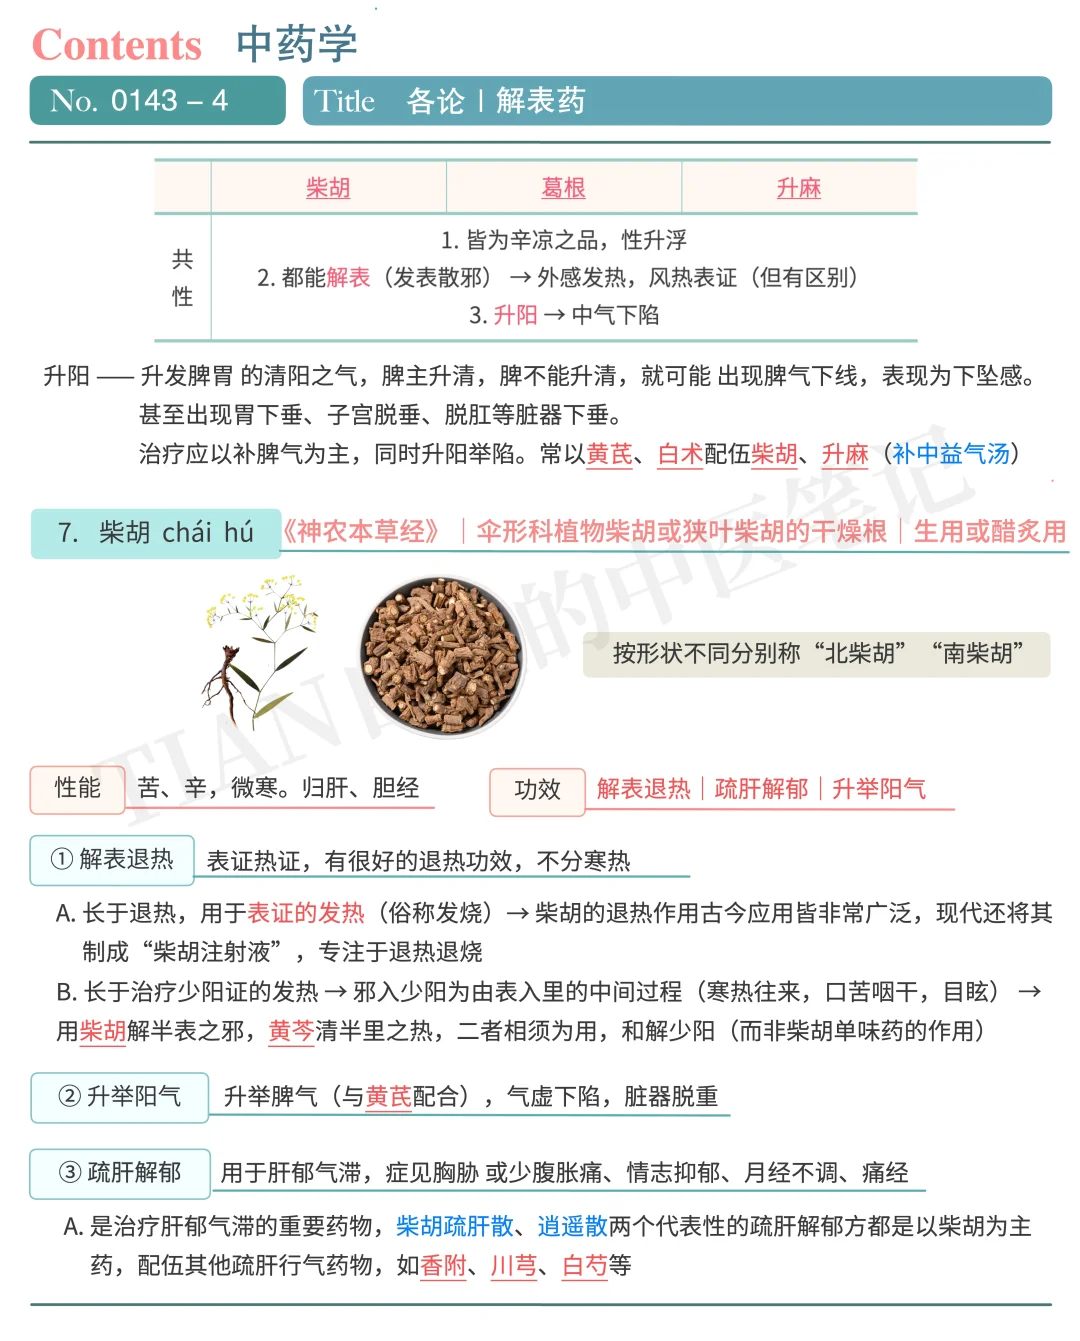 Contents 中药学
No. 0143 – 4 Title 各论 | 解表药
柴胡 葛根 升麻
共性
1. 皆为辛凉之品，性升浮
2. 都能解表（发表散邪） → 外感发热，风热表证（但有区别）
3. 升阳 → 中气下陷
升阳 —— 升发脾胃 的清阳之气，脾主升清，脾不能升清，就可能 出现脾气下线，表现为下坠感。
甚至出现胃下垂、子宫脱垂、脱肛等脏器下垂。
治疗应以补脾气为主，同时升阳举陷。常以黄芪、白术配伍柴胡、升麻（补中益气汤）
7. 柴胡 chái hú 《神农本草经》｜伞形科植物柴胡或狭叶柴胡的干燥根｜生用或醋炙用
按形状不同分别称“北柴胡”“南柴胡”
性能 苦、辛，微寒。归肝、胆经 功效 解表退热｜疏肝解郁｜升举阳气
① 解表退热 表证热证，有很好的退热功效，不分寒热
A. 长于退热，用于表证的发热（俗称发烧）→ 柴胡的退热作用古今应用皆非常广泛，现代还将其
制成“柴胡注射液”，专注于退热退烧
B. 长于治疗少阳证的发热 → 邪入少阳为由表入里的中间过程（寒热往来，口苦咽干，目眩） →
用柴胡解半表之邪，黄芩清半里之热，二者相须为用，和解少阳（而非柴胡单味药的作用）
② 升举阳气 升举脾气（与黄芪配合），气虚下陷，脏器脱重
③ 疏肝解郁 用于肝郁气滞，症见胸胁 或少腹胀痛、情志抑郁、月经不调、痛经
A. 是治疗肝郁气滞的重要药物，柴胡疏肝散、逍遥散两个代表性的疏肝解郁方都是以柴胡为主
药，配伍其他疏肝行气药物，如香附、川芎、白芍等
TIAN田的中医笔记